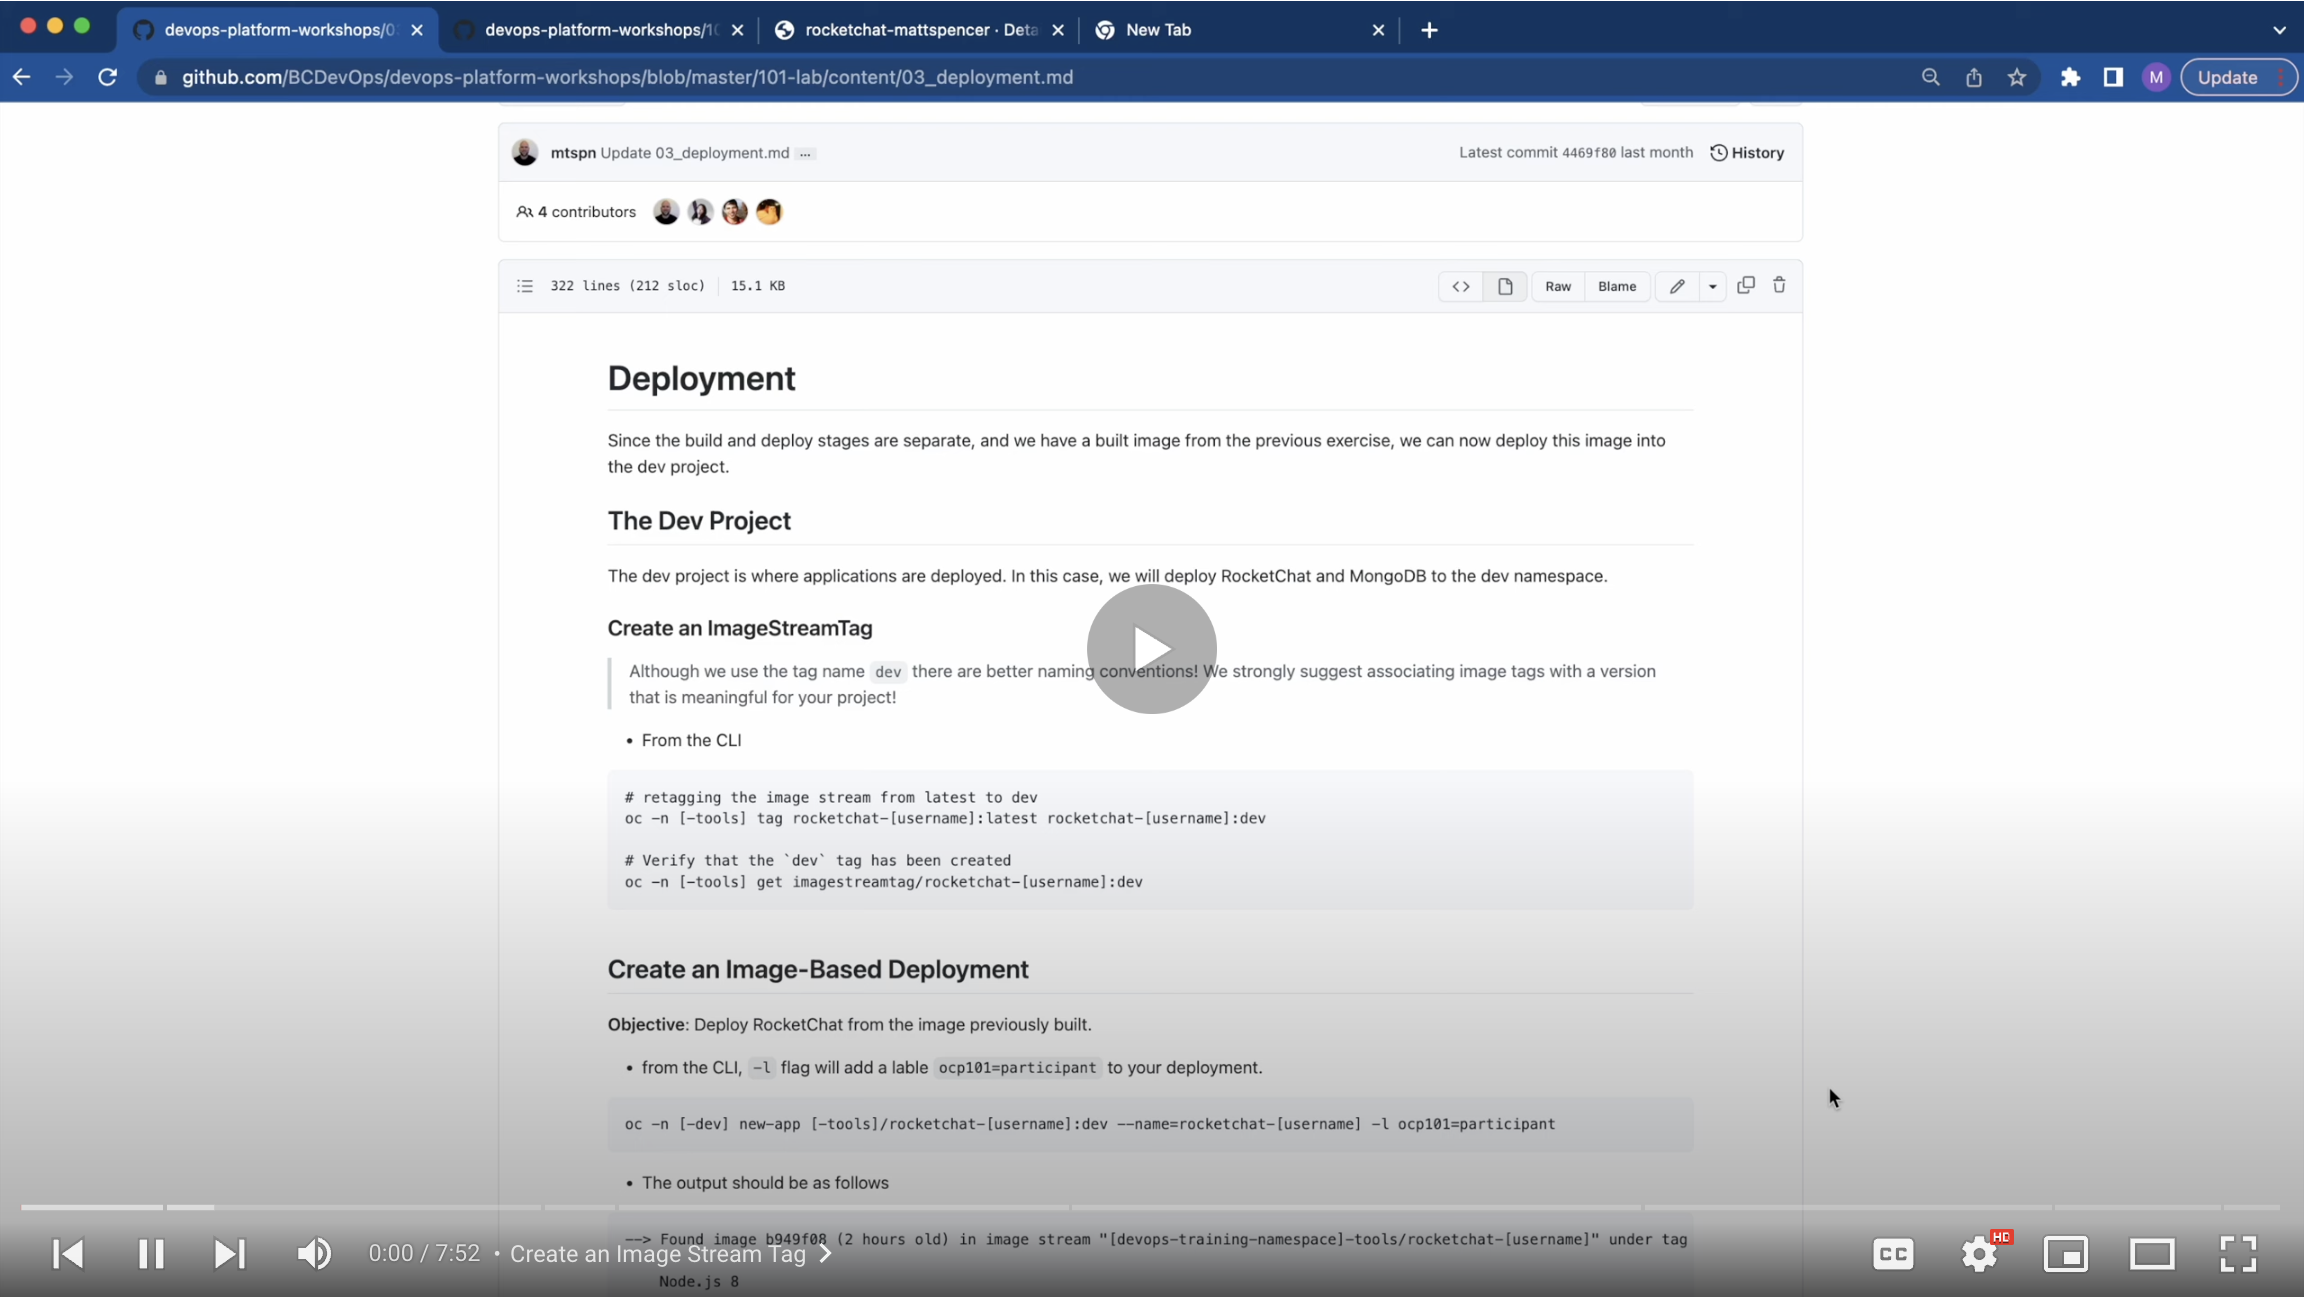 devops-platform-workshops/0
devops-platform-workshops/10
rocketchat-mattspencer · Deta
New Tab
github.com/BCDevOps/devops-platform-workshops/blob/master/101-lab/content/03_deployment.md
M
Update
mtspn Update 03_deployment.md ...
Latest commit 4469f80 last month
History
4 contributors
322 lines (212 sloc)
15.1 KB
Raw
Blame
Deployment
Since the build and deploy stages are separate, and we have a built image from the previous exercise, we can now deploy this image into
the dev project.
The Dev Project
The dev project is where applications are deployed. In this case, we will deploy RocketChat and MongoDB to the dev namespace.
Create an ImageStreamTag
Although we use the tag name dev there are better naming conventions! We strongly suggest associating image tags with a version
that is meaningful for your project!
• From the CLI
# retagging the image stream from latest to dev
oc -n [-tools] tag rocketchat-[username]:latest rocketchat-[username]:dev
# Verify that the `dev` tag has been created
oc -n [-tools] get imagestreamtag/rocketchat-[username]:dev
Create an Image-Based Deployment
Objective: Deploy RocketChat from the image previously built.
• from the CLI, -l flag will add a lable ocp101=participant to your deployment.
oc -n [-dev] new-app [-tools]/rocketchat-[username]:dev --name=rocketchat-[username] -l ocp101=participant
• The output should be as follows
--> Found image b949f08 (2 hours old) in image stream "[devops-training-namespace]-tools/rocketchat-[username]" under tag
Node.js 8
0:00 / 7:52 • Create an Image Stream Tag
CC
HD